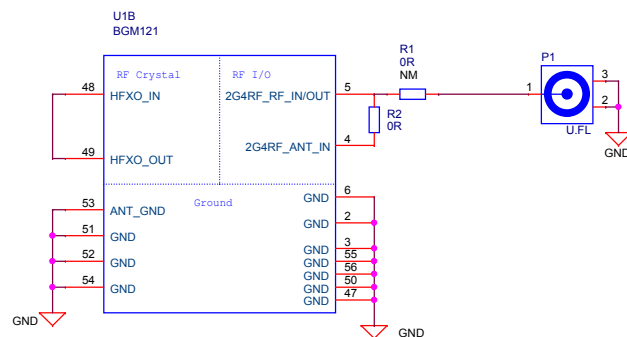 U1B
BGM121
RF Crystal
RF I/O
48
HFXO_IN
49
HFXO_OUT
2G4RF_RF_IN/OUT
5
2G4RF_ANT_IN
4
R1
0R
NM
R2
0R
P1
1
3
2
U.FL
GND
Ground
53
ANT_GND
51
GND
52
GND
54
GND
GND
GND
6
GND
2
GND
3
GND
55
GND
56
GND
50
GND
47
GND